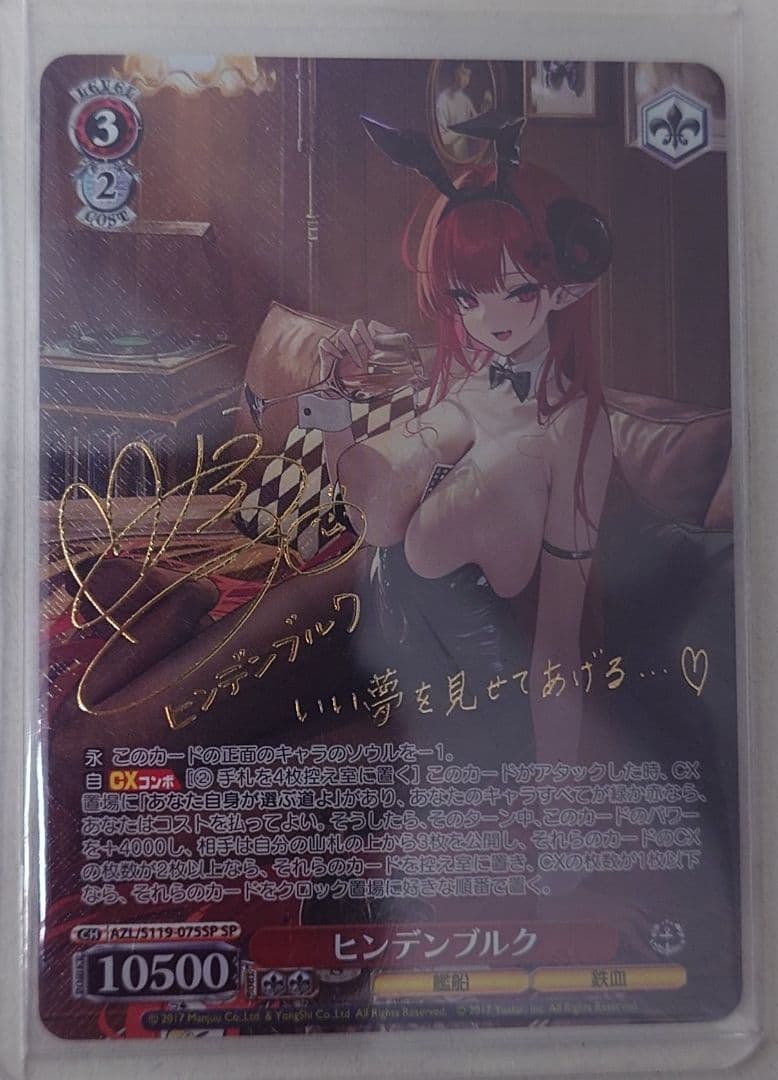 LEVEL
3
2
COST
ヒンデンブルク
いい夢を見せてあげる…♡
永 このカードの正面のキャラのソウルを－1。
自 CXコンボ [② 手札を4枚控え室に置く] このカードがアタックした時、CX
置場に「あなた自身が選ぶ道よ」があり、あなたのキャラすべてが緑か赤なら、
あなたはコストを払ってよい。そうしたら、そのターン中、このカードのパワー
を＋4000し、相手は自分の山札の上から3枚を公開し、それらのカードのCX
の枚数が2枚以上なら、それらのカードを控え室に置き、CXの枚数が1枚以下
なら、それらのカードをクロック置場に好きな順番で置く。
CH AZL/S119-075SP SP
ヒンデンブルク
POWER 10500 SOUL
艦船 鉄血
© 2017 Manjuu Co.,Ltd. & YongShi Co.,Ltd. All Rights Reserved. © 2017 Yostar, Inc. All Rights Reserved.